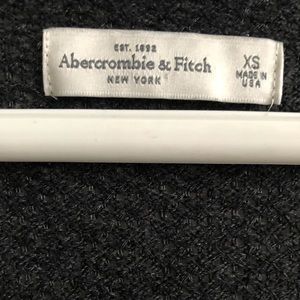 EST. 1892
Abercrombie & Fitch
NEW YORK
XS
MADE IN
USA